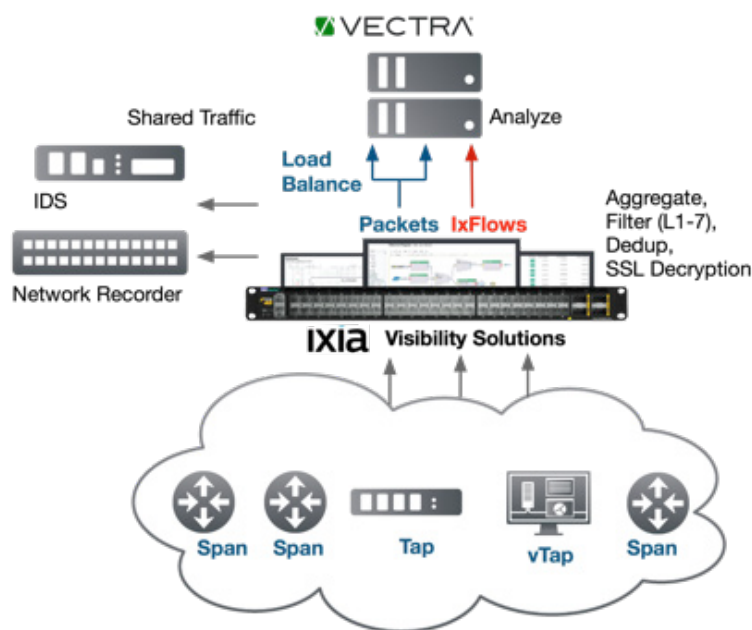 VECTRA
Shared Traffic
Analyze
Load
Balance
IDS
Packets IxFlows
Aggregate,
Filter (L1-7),
Dedup,
SSL Decryption
Network Recorder
ixia Visibility Solutions
Span
Span
Tap
vTap
Span